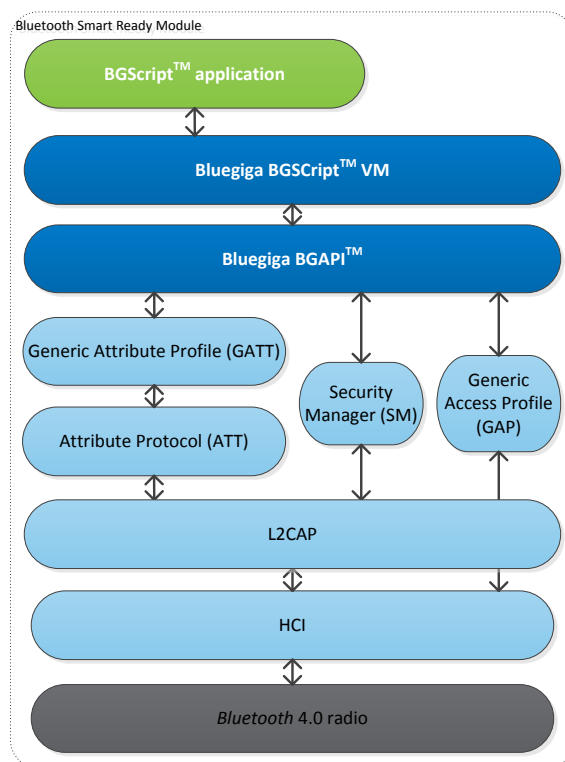 Bluetooth Smart Ready Module
BGScript™ application
Bluegiga BGSCript™ VM
Bluegiga BGAPI™
Generic Attribute Profile (GATT)
Security
Manager (SM)
Generic
Access Profile
(GAP)
Attribute Protocol (ATT)
L2CAP
HCI
Bluetooth 4.0 radio